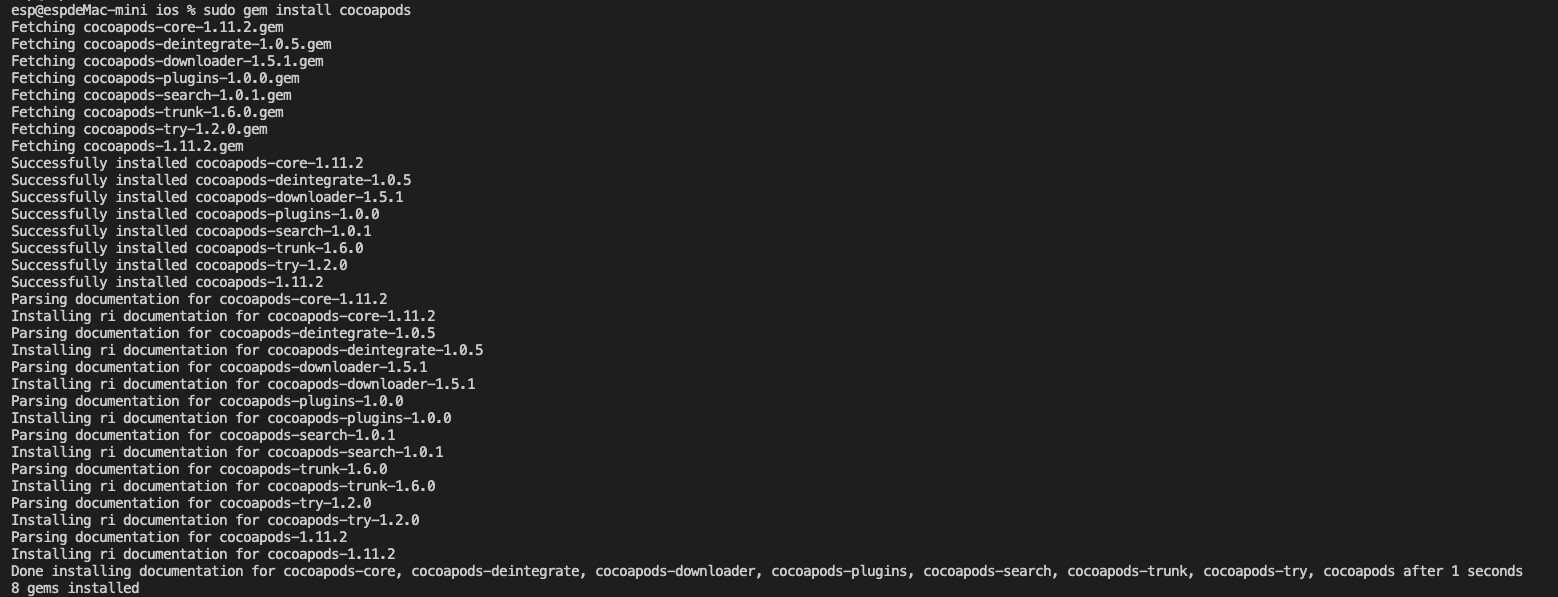 esp@espdeMac-mini ios % sudo gem install cocoapods
Fetching cocoapods-core-1.11.2.gem
Fetching cocoapods-deintegrate-1.0.5.gem
Fetching cocoapods-downloader-1.5.1.gem
Fetching cocoapods-plugins-1.0.0.gem
Fetching cocoapods-search-1.0.1.gem
Fetching cocoapods-trunk-1.6.0.gem
Fetching cocoapods-try-1.2.0.gem
Fetching cocoapods-1.11.2.gem
Successfully installed cocoapods-core-1.11.2
Successfully installed cocoapods-deintegrate-1.0.5
Successfully installed cocoapods-downloader-1.5.1
Successfully installed cocoapods-plugins-1.0.0
Successfully installed cocoapods-search-1.0.1
Successfully installed cocoapods-trunk-1.6.0
Successfully installed cocoapods-try-1.2.0
Successfully installed cocoapods-1.11.2
Parsing documentation for cocoapods-core-1.11.2
Installing ri documentation for cocoapods-core-1.11.2
Parsing documentation for cocoapods-deintegrate-1.0.5
Installing ri documentation for cocoapods-deintegrate-1.0.5
Parsing documentation for cocoapods-downloader-1.5.1
Installing ri documentation for cocoapods-downloader-1.5.1
Parsing documentation for cocoapods-plugins-1.0.0
Installing ri documentation for cocoapods-plugins-1.0.0
Parsing documentation for cocoapods-search-1.0.1
Installing ri documentation for cocoapods-search-1.0.1
Parsing documentation for cocoapods-trunk-1.6.0
Installing ri documentation for cocoapods-trunk-1.6.0
Parsing documentation for cocoapods-try-1.2.0
Installing ri documentation for cocoapods-try-1.2.0
Parsing documentation for cocoapods-1.11.2
Installing ri documentation for cocoapods-1.11.2
Done installing documentation for cocoapods-core, cocoapods-deintegrate, cocoapods-downloader, cocoapods-plugins, cocoapods-search, cocoapods-trunk, cocoapods-try, cocoapods after 1 seconds
8 gems installed